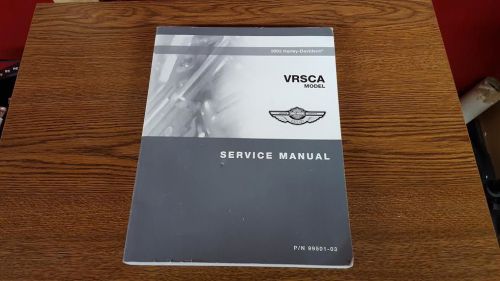 2003 Harley-Davidson®
VRSCA
MODEL
SERVICE MANUAL
P/N 99501-03